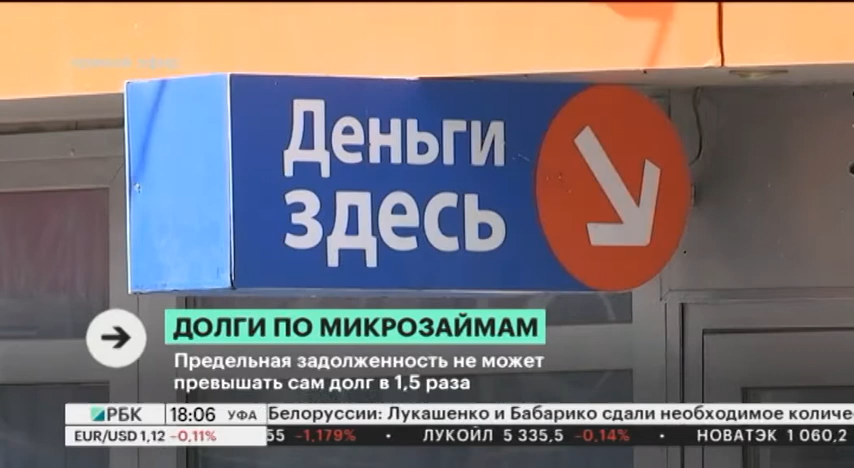 Деньги
здесь
ДОЛГИ ПО МИКРОЗАЙМАМ
Предельная задолженность не может
превышать сам долг в 1,5 раза
РБК 18:06 УФА Белоруссии: Лукашенко и Бабарико сдали необходимое количе
EUR/USD 1,12 -0,11% 55 -1,179% • ЛУКОЙЛ 5 335,5 -0,14% • НОВАТЭК 1 060,2